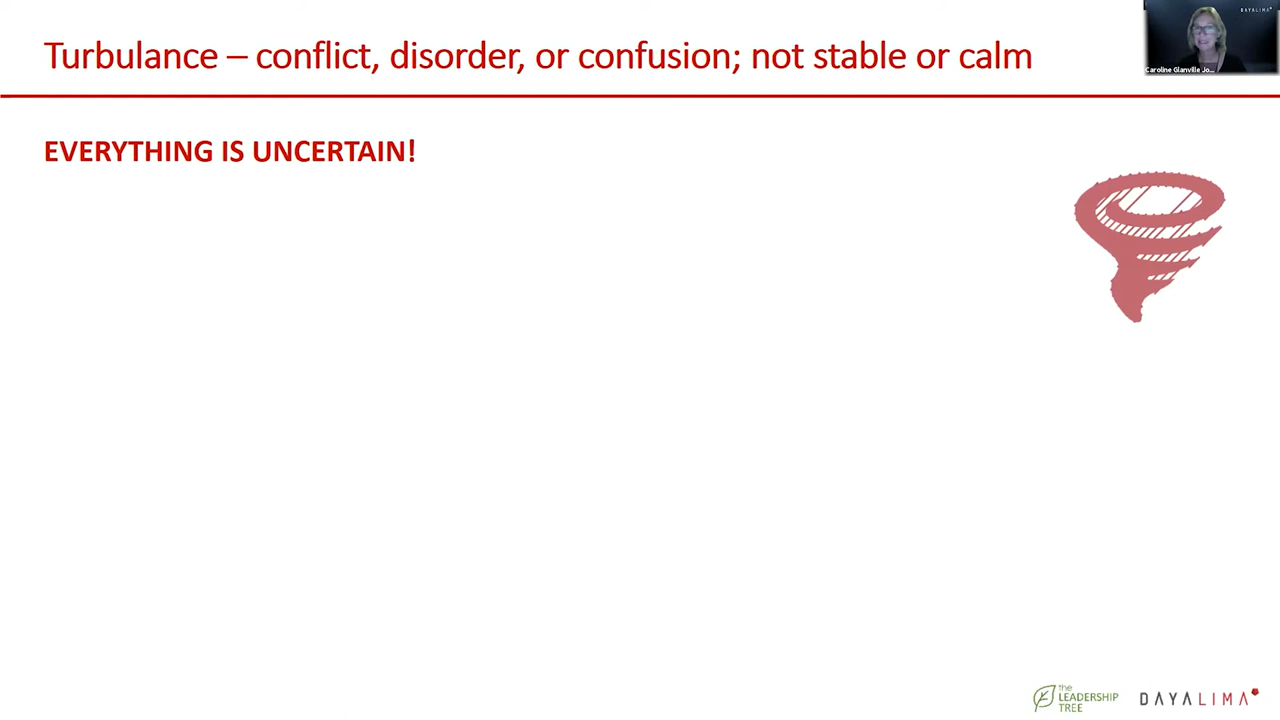 Turbulance – conflict, disorder, or confusion; not stable or calm
DAYALIMA
Caroline Glanville Jo...
EVERYTHING IS UNCERTAIN!
the
LEADERSHIP
TREE
DAYALIMA